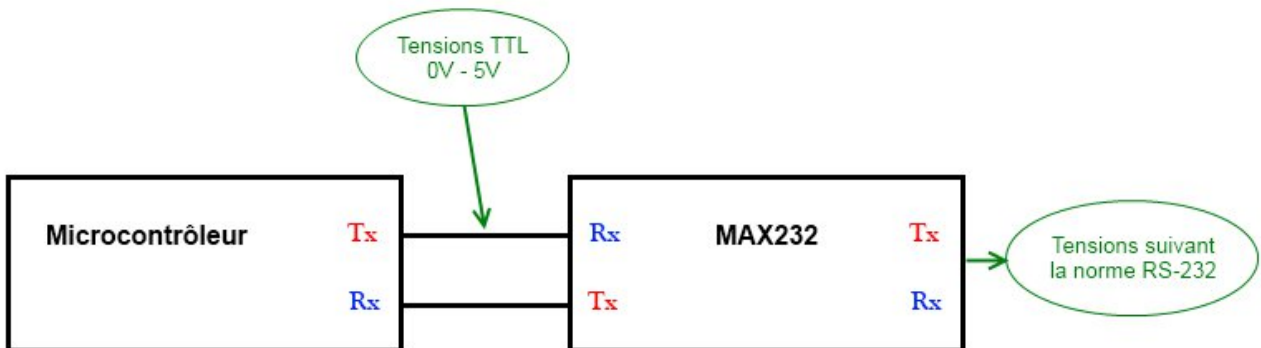 Tensions TTL
0V - 5V
Microcontrôleur
Tx
Rx
MAX232
Tx
Rx
Tx
Rx
Tensions suivant
la norme RS-232